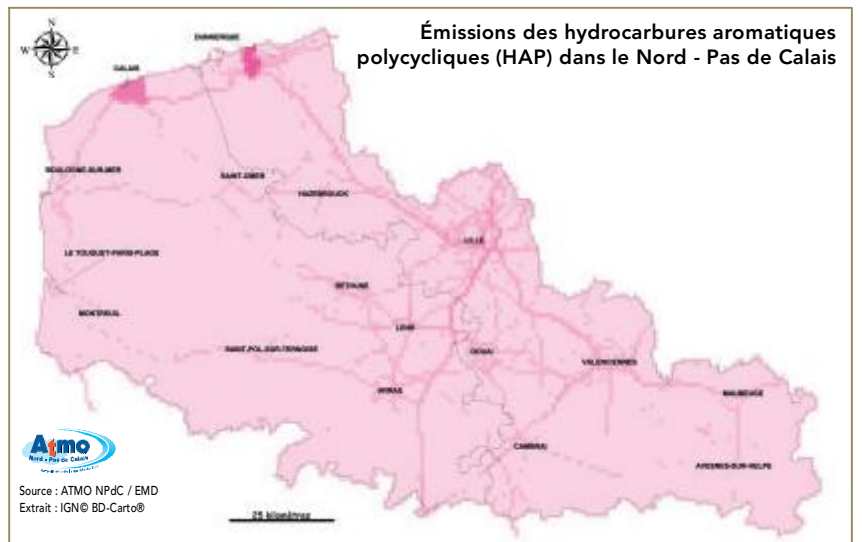 Émissions des hydrocarbures aromatiques
polycycliques (HAP) dans le Nord - Pas de Calais
N
W E
S
DUNKERQUE
CALAIS
BOULOGNE-SUR-MER
SAINT-OMER
HAZEBROUCK
LILLE
LE TOUQUET-PARIS-PLAGE
BETHUNE
MONTREUIL
LENS
SAINT-POL-SUR-TERNOISE
DOUAI
VALENCIENNES
ARRAS
MAUBEUGE
CAMBRAI
AVESNES-SUR-HELPE
Atmo
Nord - Pas de Calais
Source : ATMO NPdC / EMD
Extrait : IGN© BD-Carto®
25 kilomètres